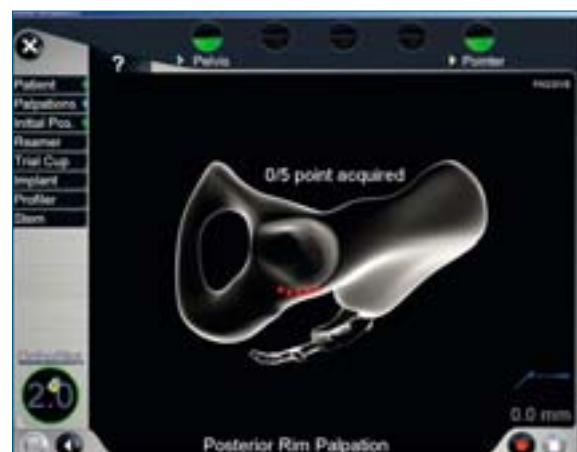 ?
Pelvis
Pointer
Patient
Palpations
Initial Pos.
Reamer
Trial Cup
Implant
Profiler
Stem
0/5 point acquired
2.0
0.0 mm
Posterior Rim Palpation